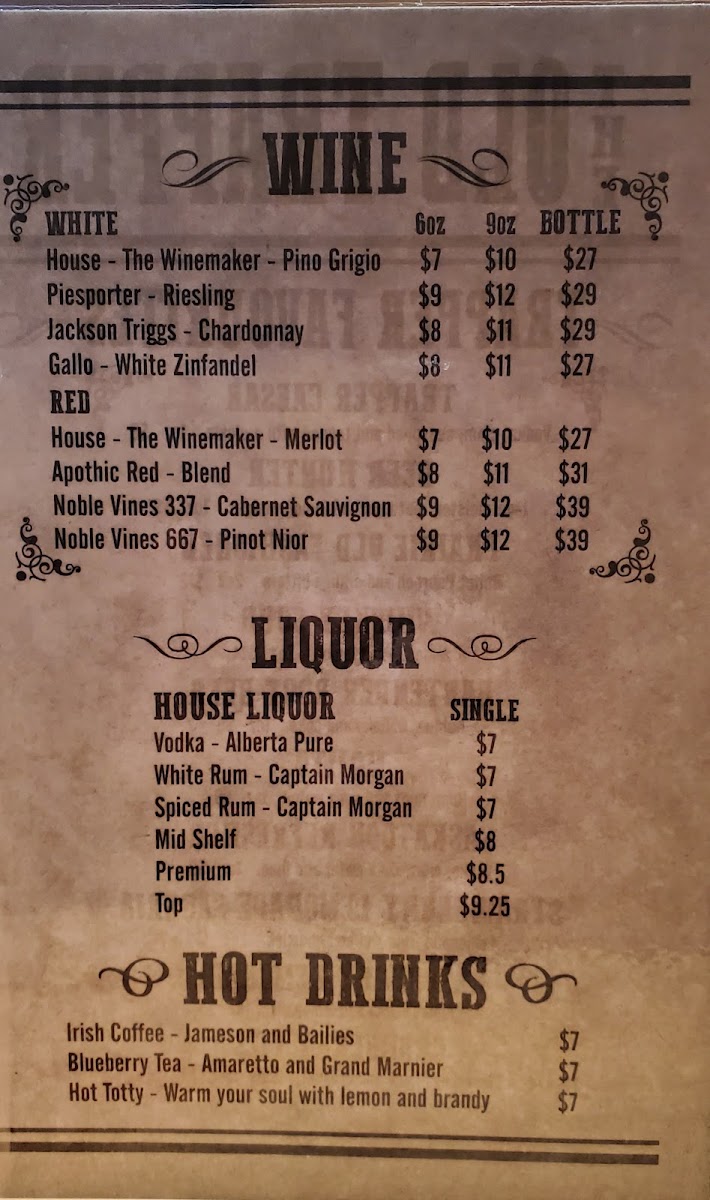 WINE
WHITE 6oz 9oz BOTTLE
House - The Winemaker - Pino Grigio $7 $10 $27
Piesporter - Riesling $9 $12 $29
Jackson Triggs - Chardonnay $8 $11 $29
Gallo - White Zinfandel $8 $11 $27
RED
House - The Winemaker - Merlot $7 $10 $27
Apothic Red - Blend $8 $11 $31
Noble Vines 337 - Cabernet Sauvignon $9 $12 $39
Noble Vines 667 - Pinot Nior $9 $12 $39
LIQUOR
HOUSE LIQUOR SINGLE
Vodka - Alberta Pure $7
White Rum - Captain Morgan $7
Spiced Rum - Captain Morgan $7
Mid Shelf $8
Premium $8.5
Top $9.25
HOT DRINKS
Irish Coffee - Jameson and Bailies $7
Blueberry Tea - Amaretto and Grand Marnier $7
Hot Totty - Warm your soul with lemon and brandy $7